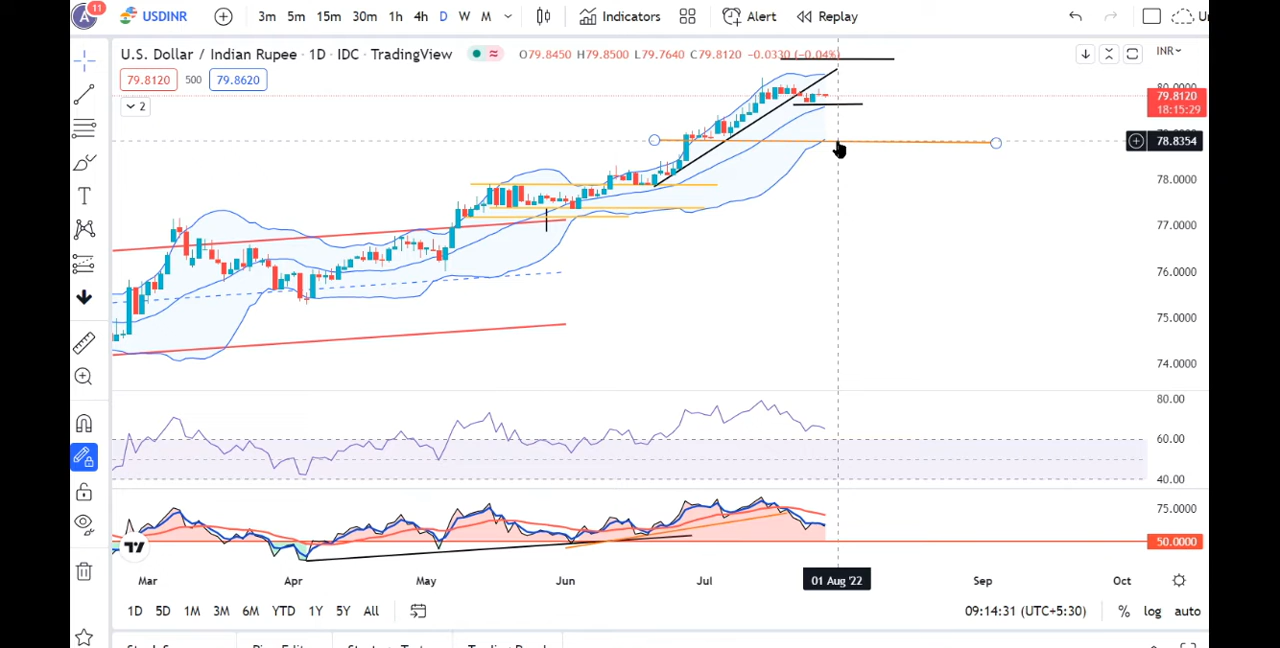 A 11 USDINR 3m 5m 15m 30m 1h 4h D W M Indicators Alert Replay
U.S. Dollar / Indian Rupee · 1D · IDC · TradingView O79.8450 H79.8500 L79.7640 C79.8120 -0.0330 (-0.04%) INR
79.8120 500 79.8620
2
79.8120
18:15:29
78.8354
78.0000
77.0000
76.0000
75.0000
74.0000
80.00
60.00
40.00
75.0000
50.0000
Mar Apr May Jun Jul 01 Aug '22 Sep Oct
1D 5D 1M 3M 6M YTD 1Y 5Y All 09:14:31 (UTC+5:30) % log auto